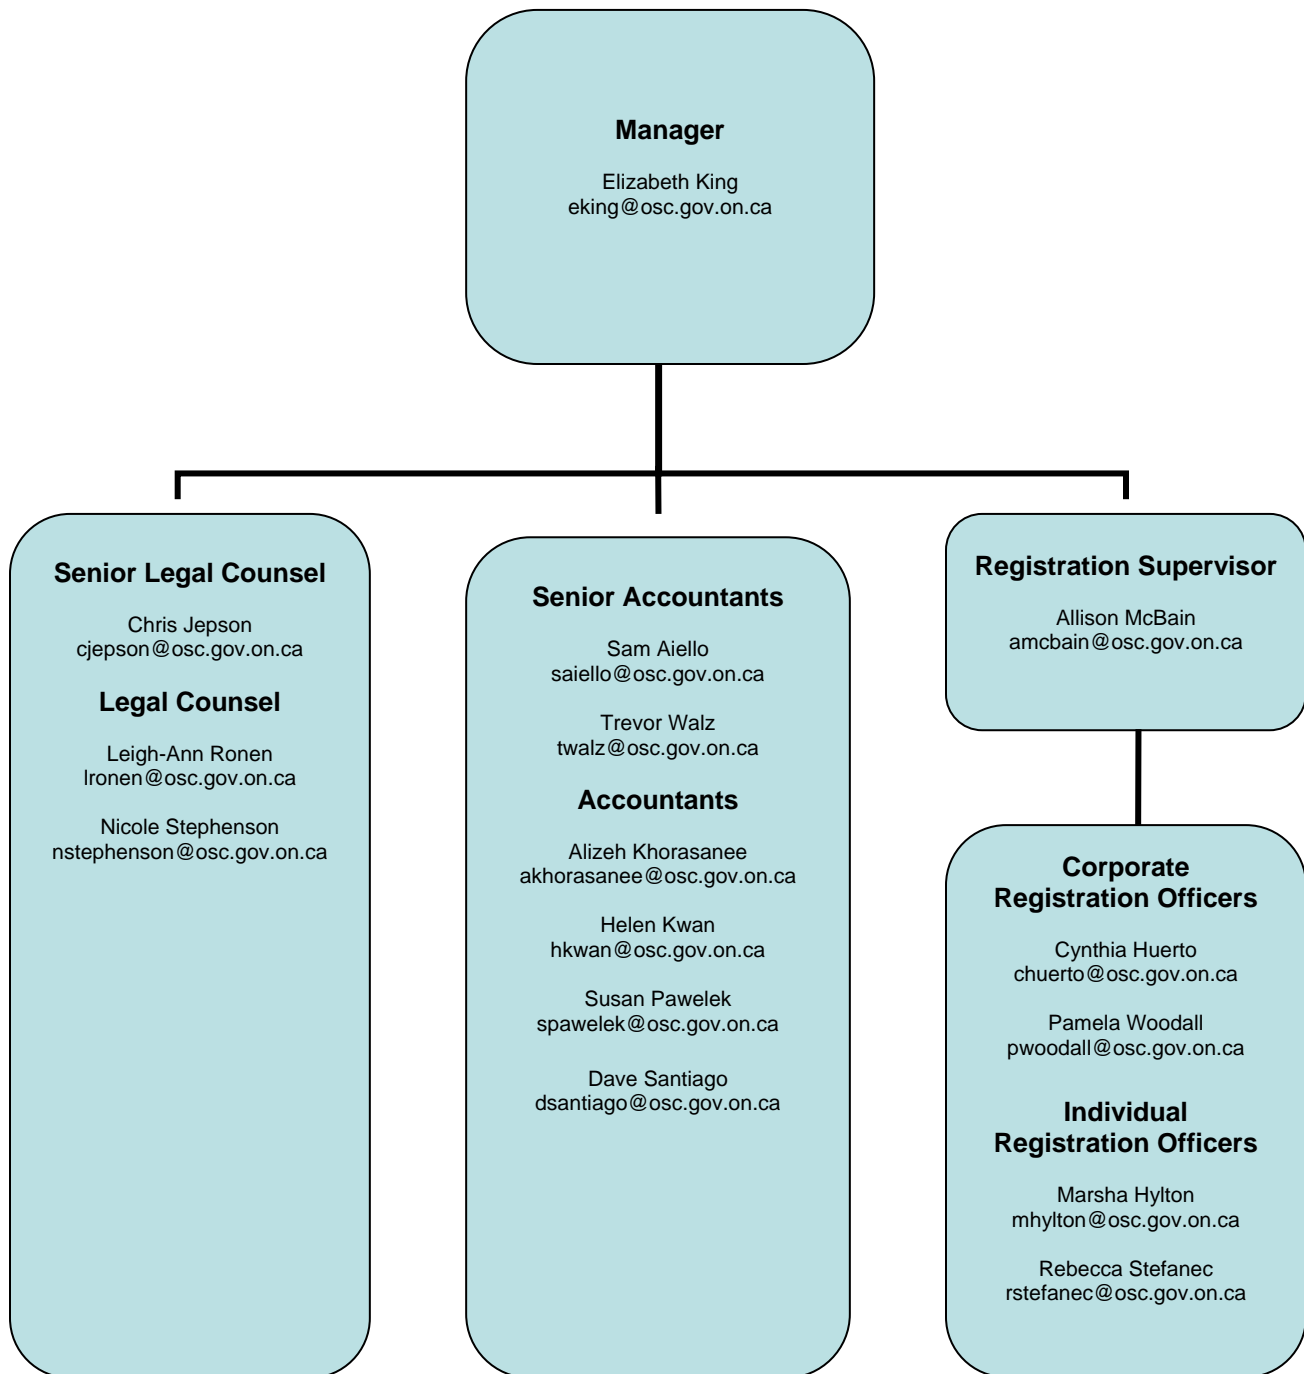 Manager
Elizabeth King
eking@osc.gov.on.ca
Senior Legal Counsel
Chris Jepson
cjepson@osc.gov.on.ca
Legal Counsel
Leigh-Ann Ronen
lronen@osc.gov.on.ca
Nicole Stephenson
nstephenson@osc.gov.on.ca
Senior Accountants
Sam Aiello
saiello@osc.gov.on.ca
Trevor Walz
twalz@osc.gov.on.ca
Accountants
Alizeh Khorasanee
akhorasanee@osc.gov.on.ca
Helen Kwan
hkwan@osc.gov.on.ca
Susan Pawelek
spawelek@osc.gov.on.ca
Dave Santiago
dsantiago@osc.gov.on.ca
Registration Supervisor
Allison McBain
amcbain@osc.gov.on.ca
Corporate
Registration Officers
Cynthia Huerto
chuerto@osc.gov.on.ca
Pamela Woodall
pwoodall@osc.gov.on.ca
Individual
Registration Officers
Marsha Hylton
mhylton@osc.gov.on.ca
Rebecca Stefanec
rstefanec@osc.gov.on.ca